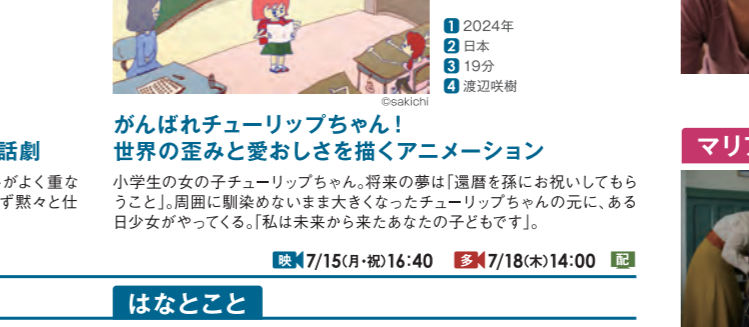 1 2024年
2 日本
3 19分
4 渡辺咲樹
©sakichi
がんばれチューリップちゃん！
世界の歪みと愛おしさを描くアニメーション
小学生の女の子チューリップちゃん。将来の夢は「還暦を孫にお祝いしてもら
うこと」。周囲に馴染めないまま大きくなったチューリップちゃんの元に、ある
日少女がやってくる。「私は未来から来たあなたの子どもです」。
映 7/15(月・祝)16:40 多 7/18(木)14:00 配
はなとこと
話劇
がよく重な
ず黙々と仕
マリ